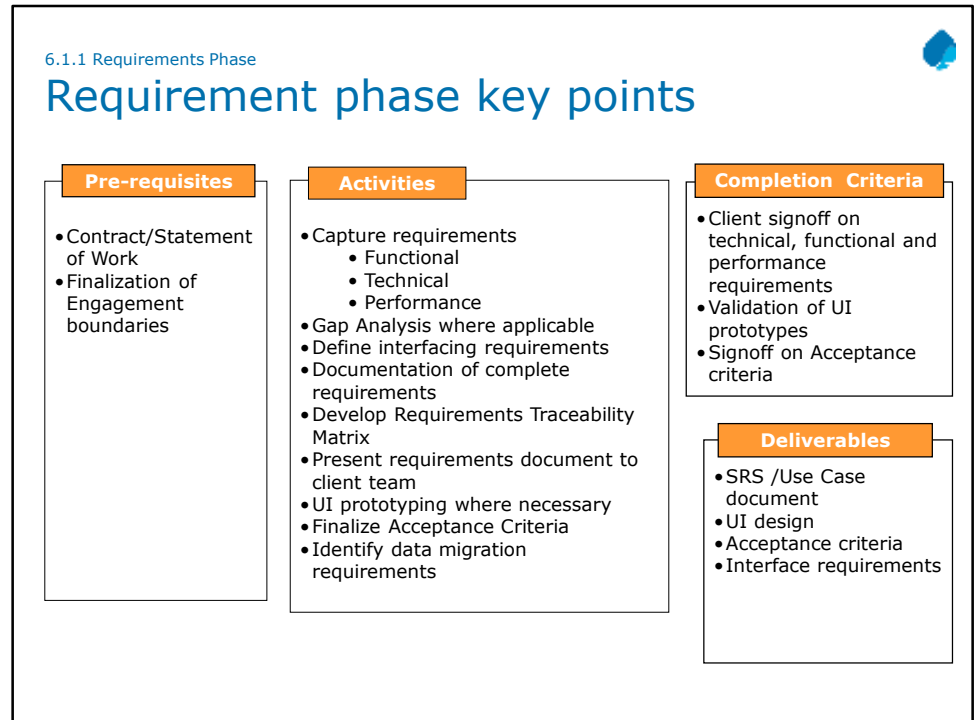 6.1.1 Requirements Phase
Requirement phase key points
Pre-requisites
•Contract/Statement
of Work
•Finalization of
Engagement
boundaries
Activities
•Capture requirements
• Functional
• Technical
• Performance
•Gap Analysis where applicable
•Define interfacing requirements
•Documentation of complete
requirements
•Develop Requirements Traceability
Matrix
•Present requirements document to
client team
•UI prototyping where necessary
•Finalize Acceptance Criteria
•Identify data migration
requirements
Completion Criteria
•Client signoff on
technical, functional and
performance
requirements
•Validation of UI
prototypes
•Signoff on Acceptance
criteria
Deliverables
•SRS /Use Case
document
•UI design
•Acceptance criteria
•Interface requirements